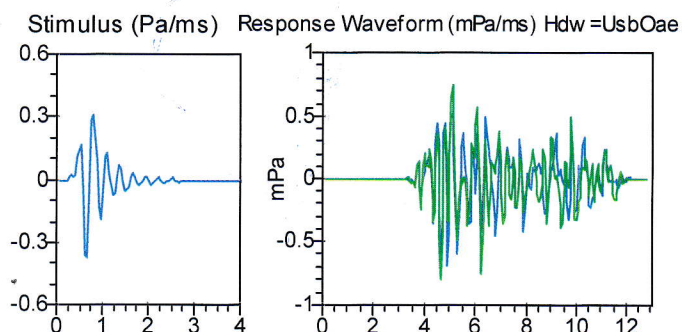 Stimulus (Pa/ms) Response Waveform (mPa/ms) Hdw =UsbOae
0.6 1
0.3 0.5
0 mPa 0
-0.3 -0.5
-0.6 -1
0 1 2 3 4 0 2 4 6 8 10 12